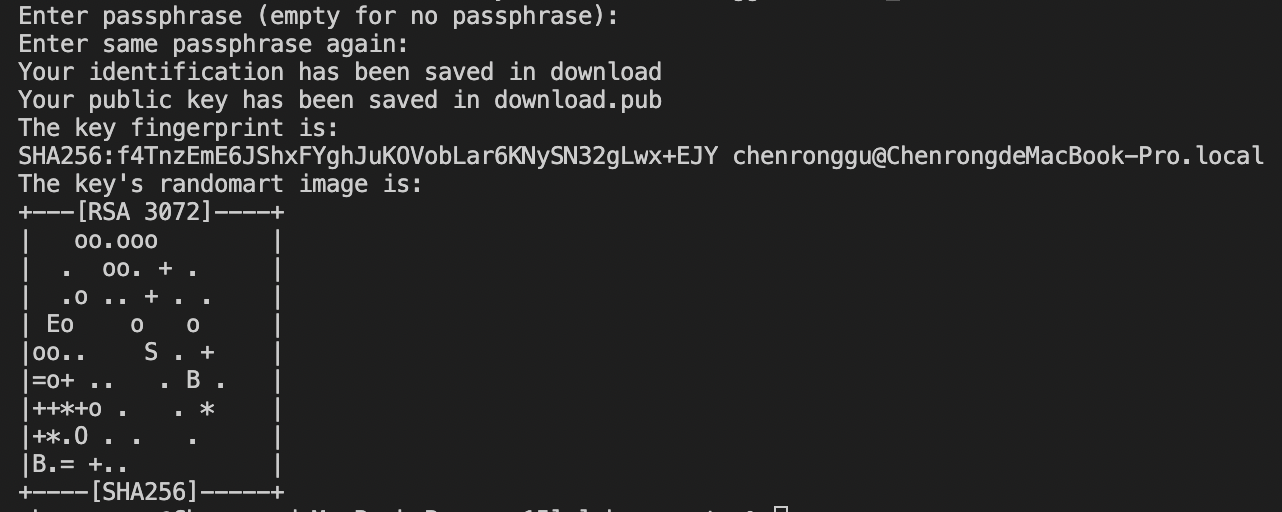 Enter passphrase (empty for no passphrase):
Enter same passphrase again:
Your identification has been saved in download
Your public key has been saved in download.pub
The key fingerprint is:
SHA256:f4TnzEmE6JShxFYghJuKOVobLar6KNySN32gLwx+EJY chenronggu@ChenrongdeMacBook-Pro.local
The key's randomart image is:
+---[RSA 3072]----+
|   oo.ooo        |
|  .  oo. + .     |
|  .o .. + . .    |
| Eo    o   o     |
|oo..    S . +    |
|=o+ ..   . B .   |
|++*+o .   . *    |
|+*.O . .   .     |
|B.= +..          |
+----[SHA256]-----+